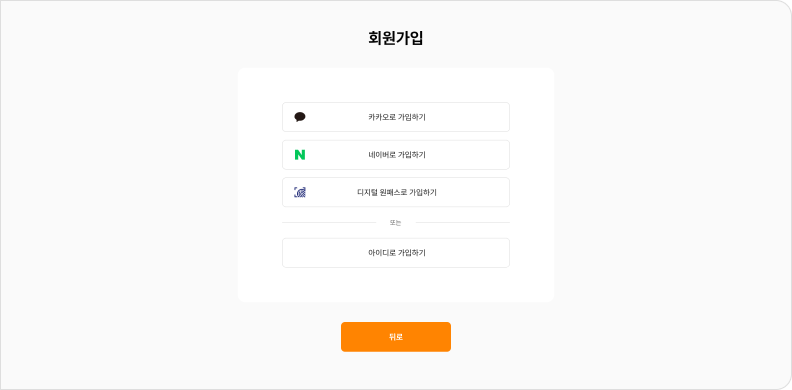 회원가입
카카오로 가입하기
네이버로 가입하기
디지털 원패스로 가입하기
또는
아이디로 가입하기
뒤로